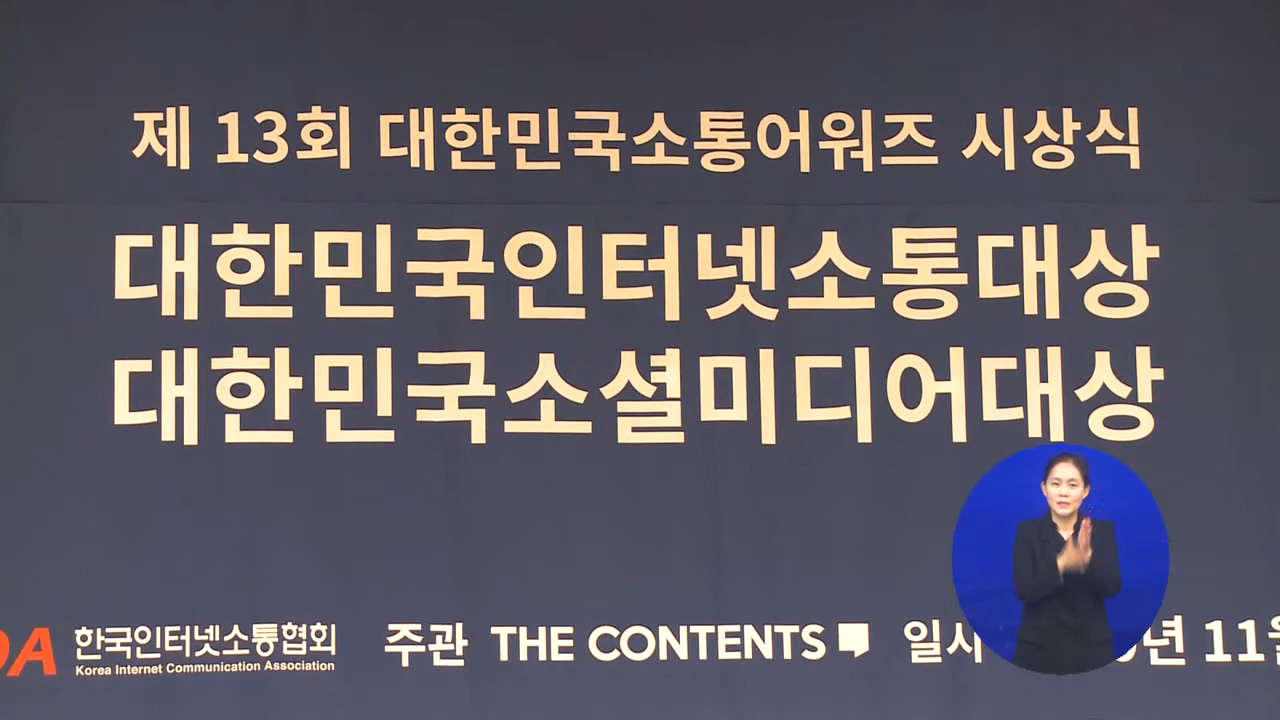 제 13회 대한민국소통어워즈 시상식
대한민국인터넷소통대상
대한민국소셜미디어대상
한국인터넷소통협회 주관 THE CONTENTS 일시 년 11월
Korea Internet Communication Association